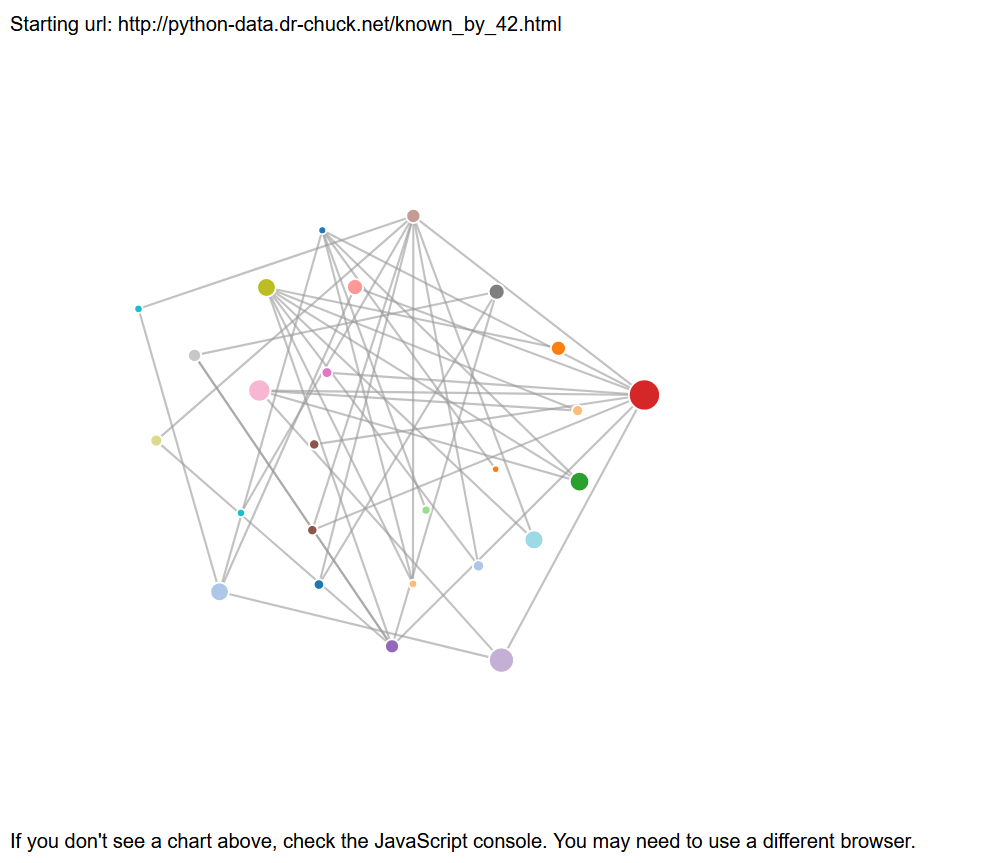 Starting url: http://python-data.dr-chuck.net/known_by_42.html
If you don't see a chart above, check the JavaScript console. You may need to use a different browser.